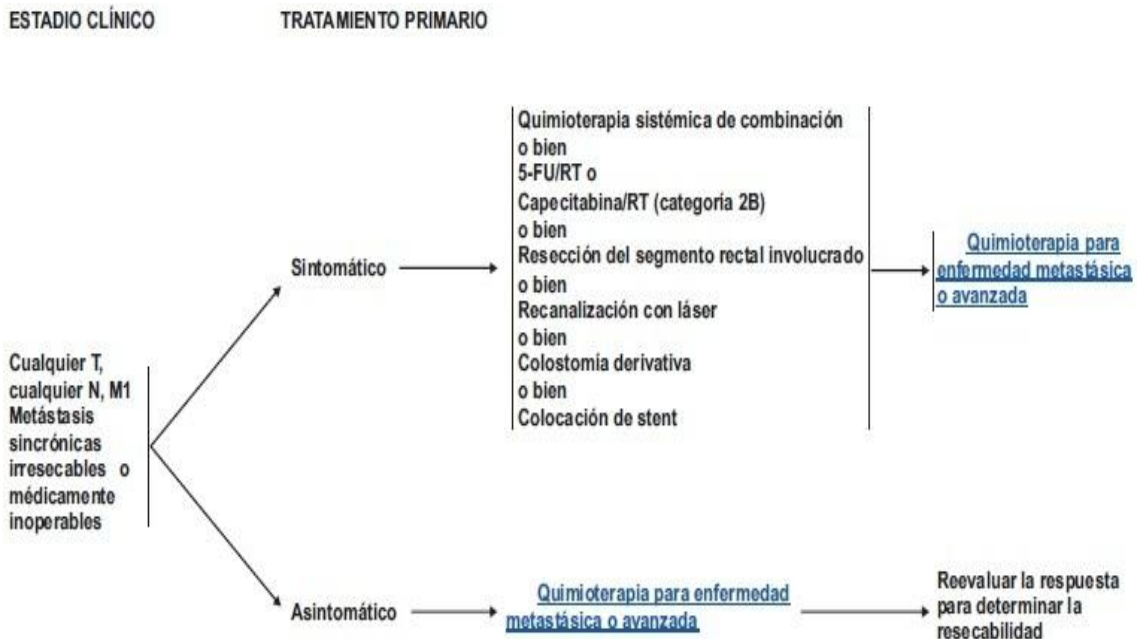 ESTADIO CLÍNICO
TRATAMIENTO PRIMARIO
Cualquier T,
cualquier N, M1
Metástasis
sincrónicas
irresecables o
médicamente
inoperables
Sintomático
Quimioterapia sistémica de combinación
o bien
5-FU/RT o
Capecitabina/RT (categoría 2B)
o bien
Resección del segmento rectal involucrado
o bien
Recanalización con láser
o bien
Colostomía derivativa
o bien
Colocación de stent
Quimioterapia para
enfermedad metastásica
o avanzada
Asintomático
Quimioterapia para enfermedad
metastásica o avanzada
Reevaluar la respuesta
para determinar la
resecabilidad